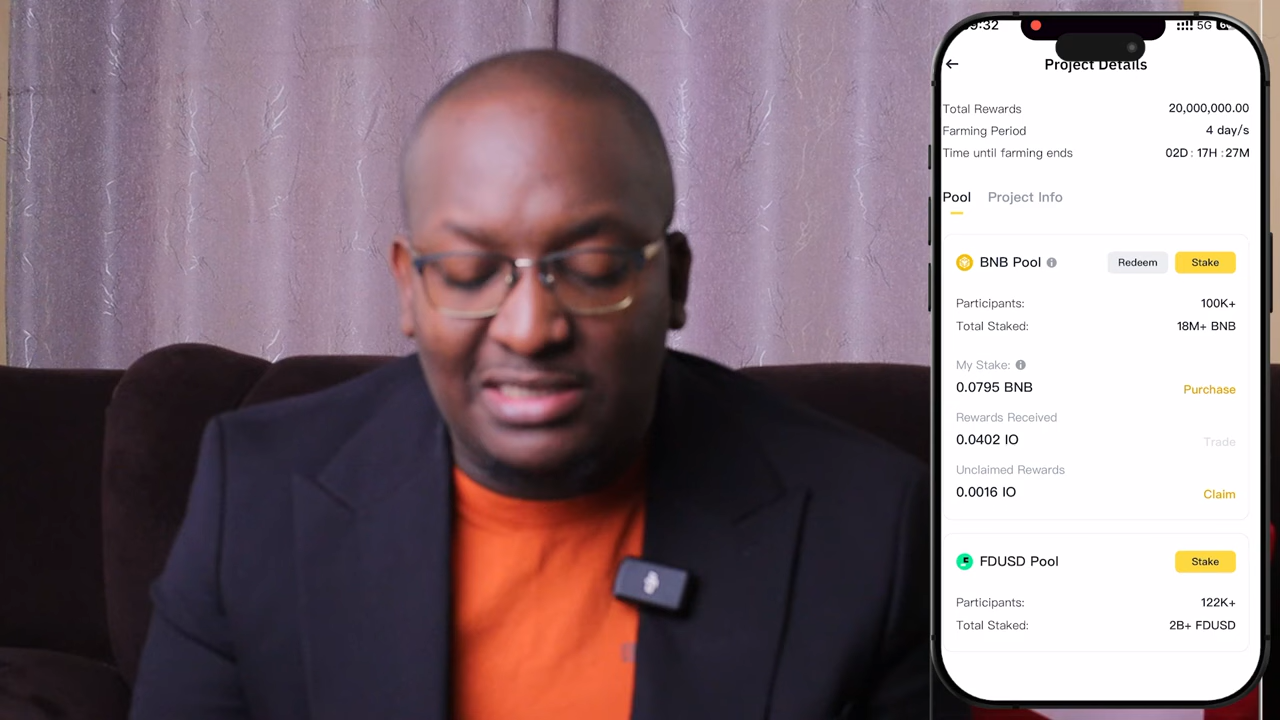 9:32 5G
Project Details
Total Rewards 20,000,000.00
Farming Period 4 day/s
Time until farming ends 02D : 17H : 27M
Pool Project Info
BNB Pool Redeem Stake
Participants: 100K+
Total Staked: 18M+ BNB
My Stake:
0.0795 BNB Purchase
Rewards Received
0.0402 IO Trade
Unclaimed Rewards
0.0016 IO Claim
FDUSD Pool Stake
Participants: 122K+
Total Staked: 2B+ FDUSD